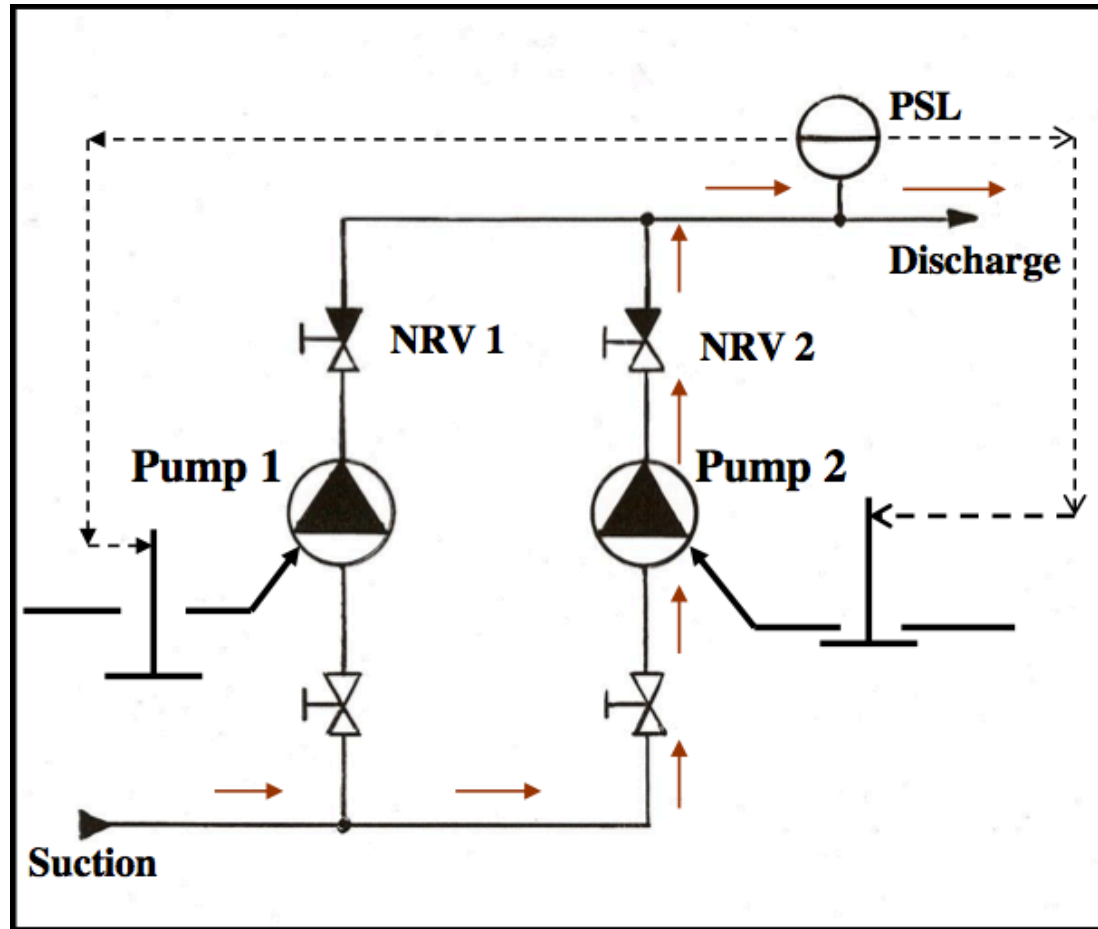 PSL
Discharge
NRV 1
NRV 2
Pump 1
Pump 2
Suction